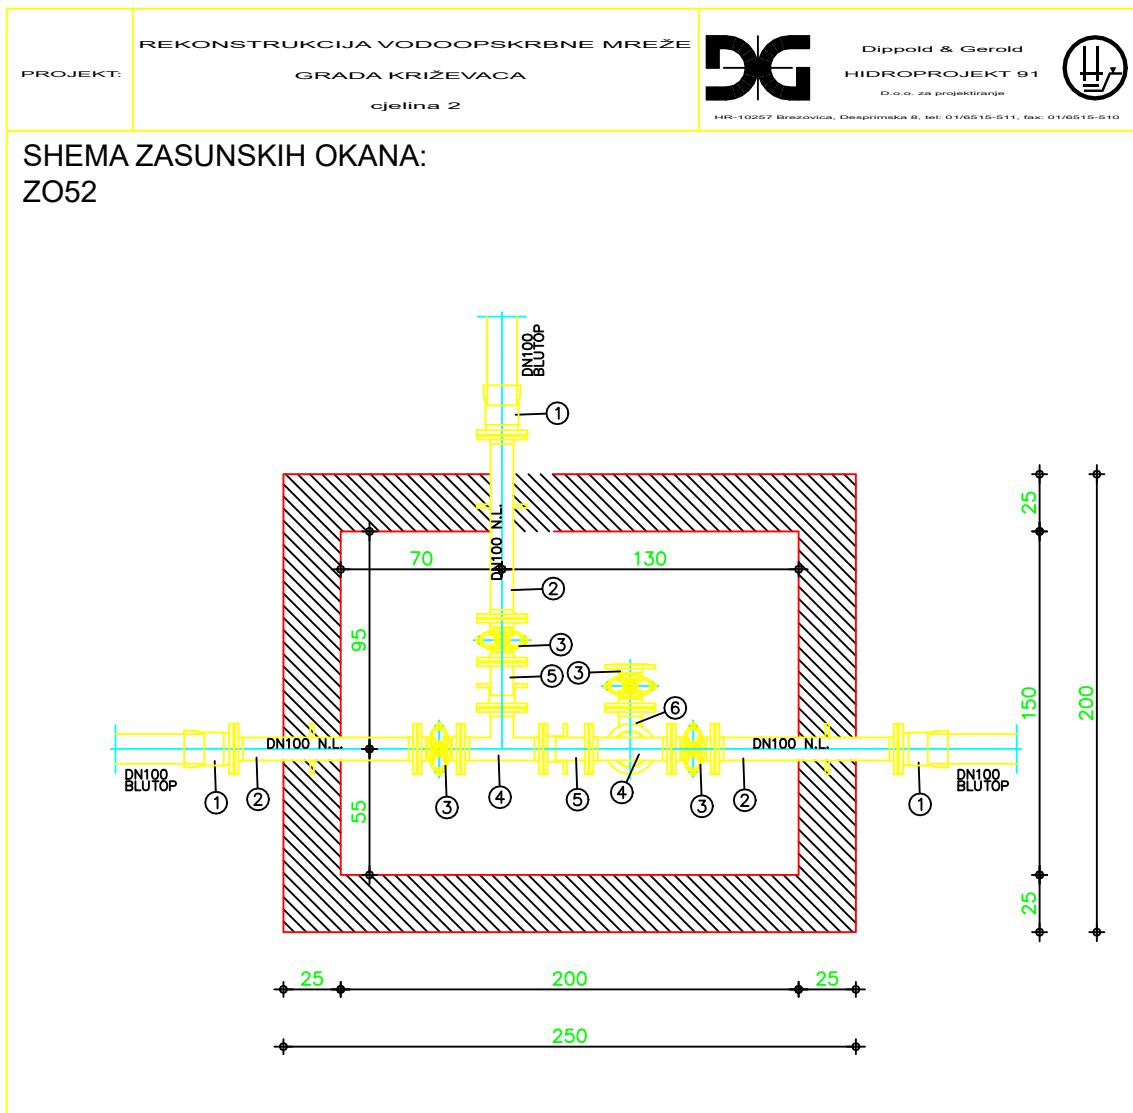 PROJEKT:
REKONSTRUKCIJA VODOOPSKRBNE MREŽE
GRADA KRIŽEVACA
cjelina 2
DG
Dippold & Gerold
HIDROPROJEKT 91
D.o.o. za projektiranje
HR-10257 Brezovica, Desprimska 8, tel: 01/6515-511, fax: 01/6515-510
SHEMA ZASUNSKIH OKANA:
ZO52
DN100
BLUTOP
1
25
DN100 N.L.
70
130
2
95
3
3
5
150
200
6
DN100 N.L.
DN100 N.L.
DN100
BLUTOP
DN100
BLUTOP
1
2
3
4
5
4
3
2
1
55
25
25
200
25
250